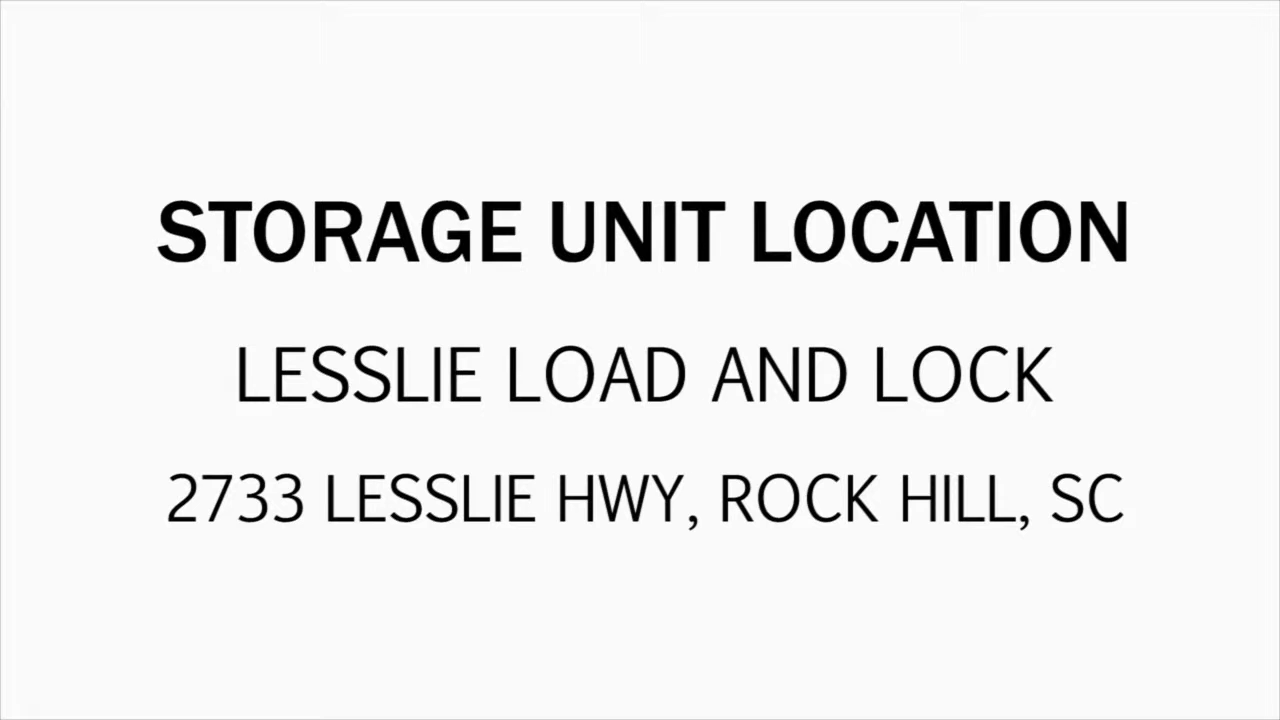 STORAGE UNIT LOCATION
LESSLIE LOAD AND LOCK
2733 LESSLIE HWY, ROCK HILL, SC